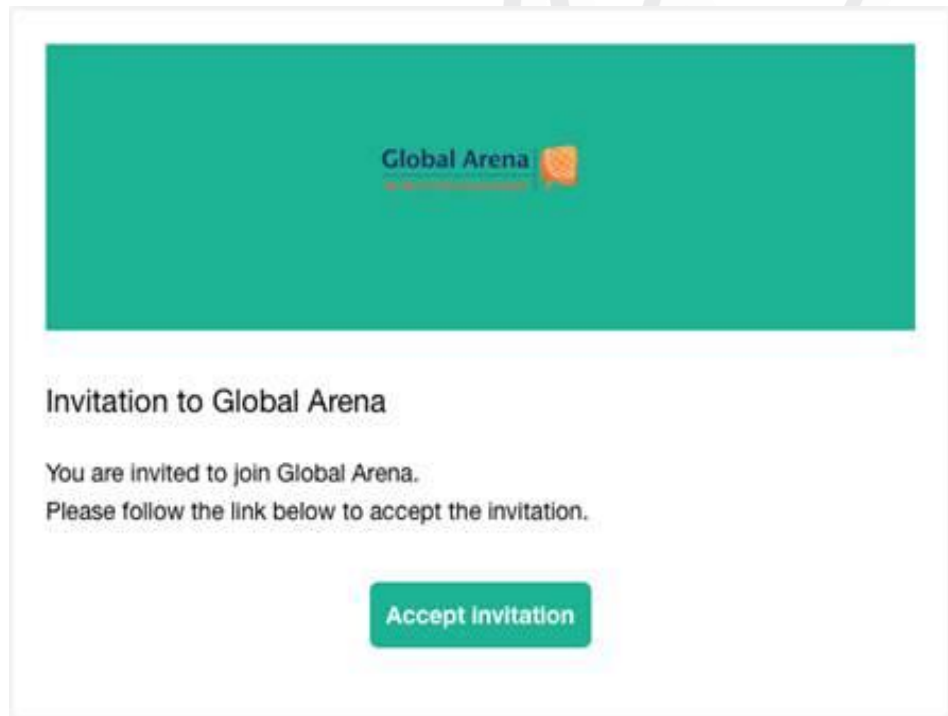 Global Arena
Invitation to Global Arena
You are invited to join Global Arena.
Please follow the link below to accept the invitation.
Accept Invitation